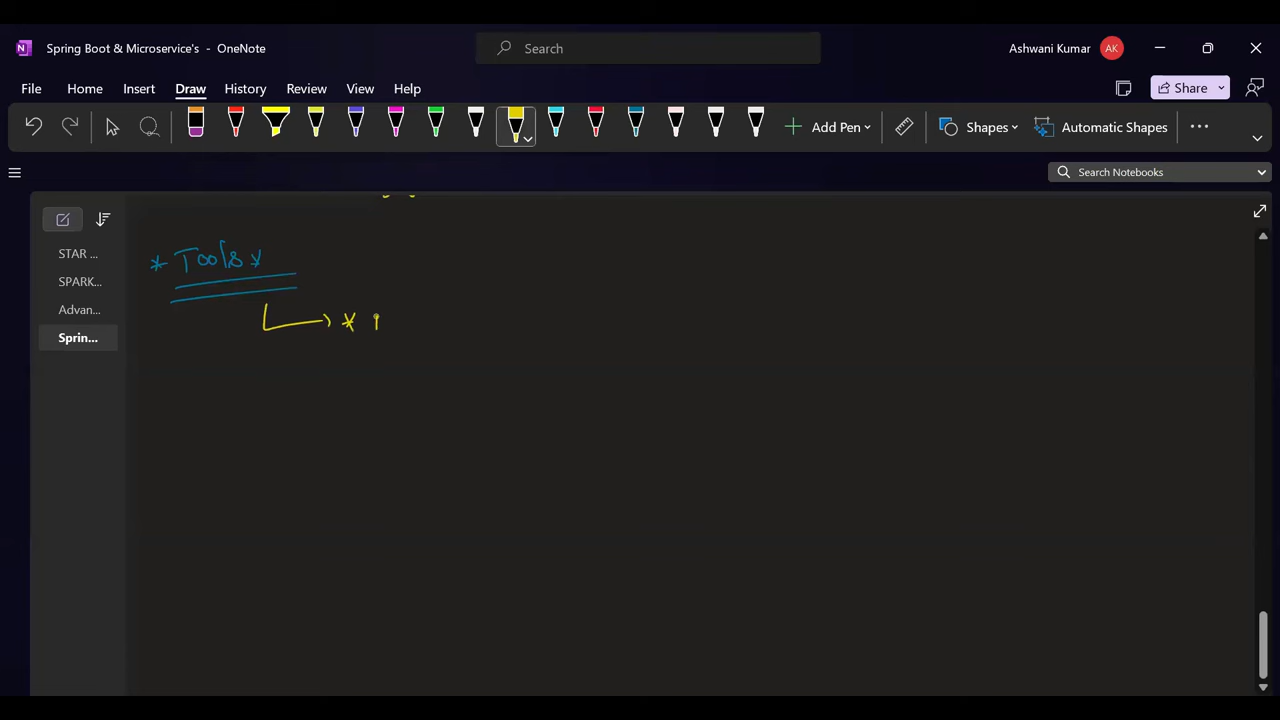 Spring Boot & Microservice's - OneNote
Search
Ashwani Kumar
AK
File Home Insert Draw History Review View Help
Share
Add Pen
Shapes
Automatic Shapes
Search Notebooks
STAR ...
SPARK...
Advan...
Sprin...
* Tools *
*